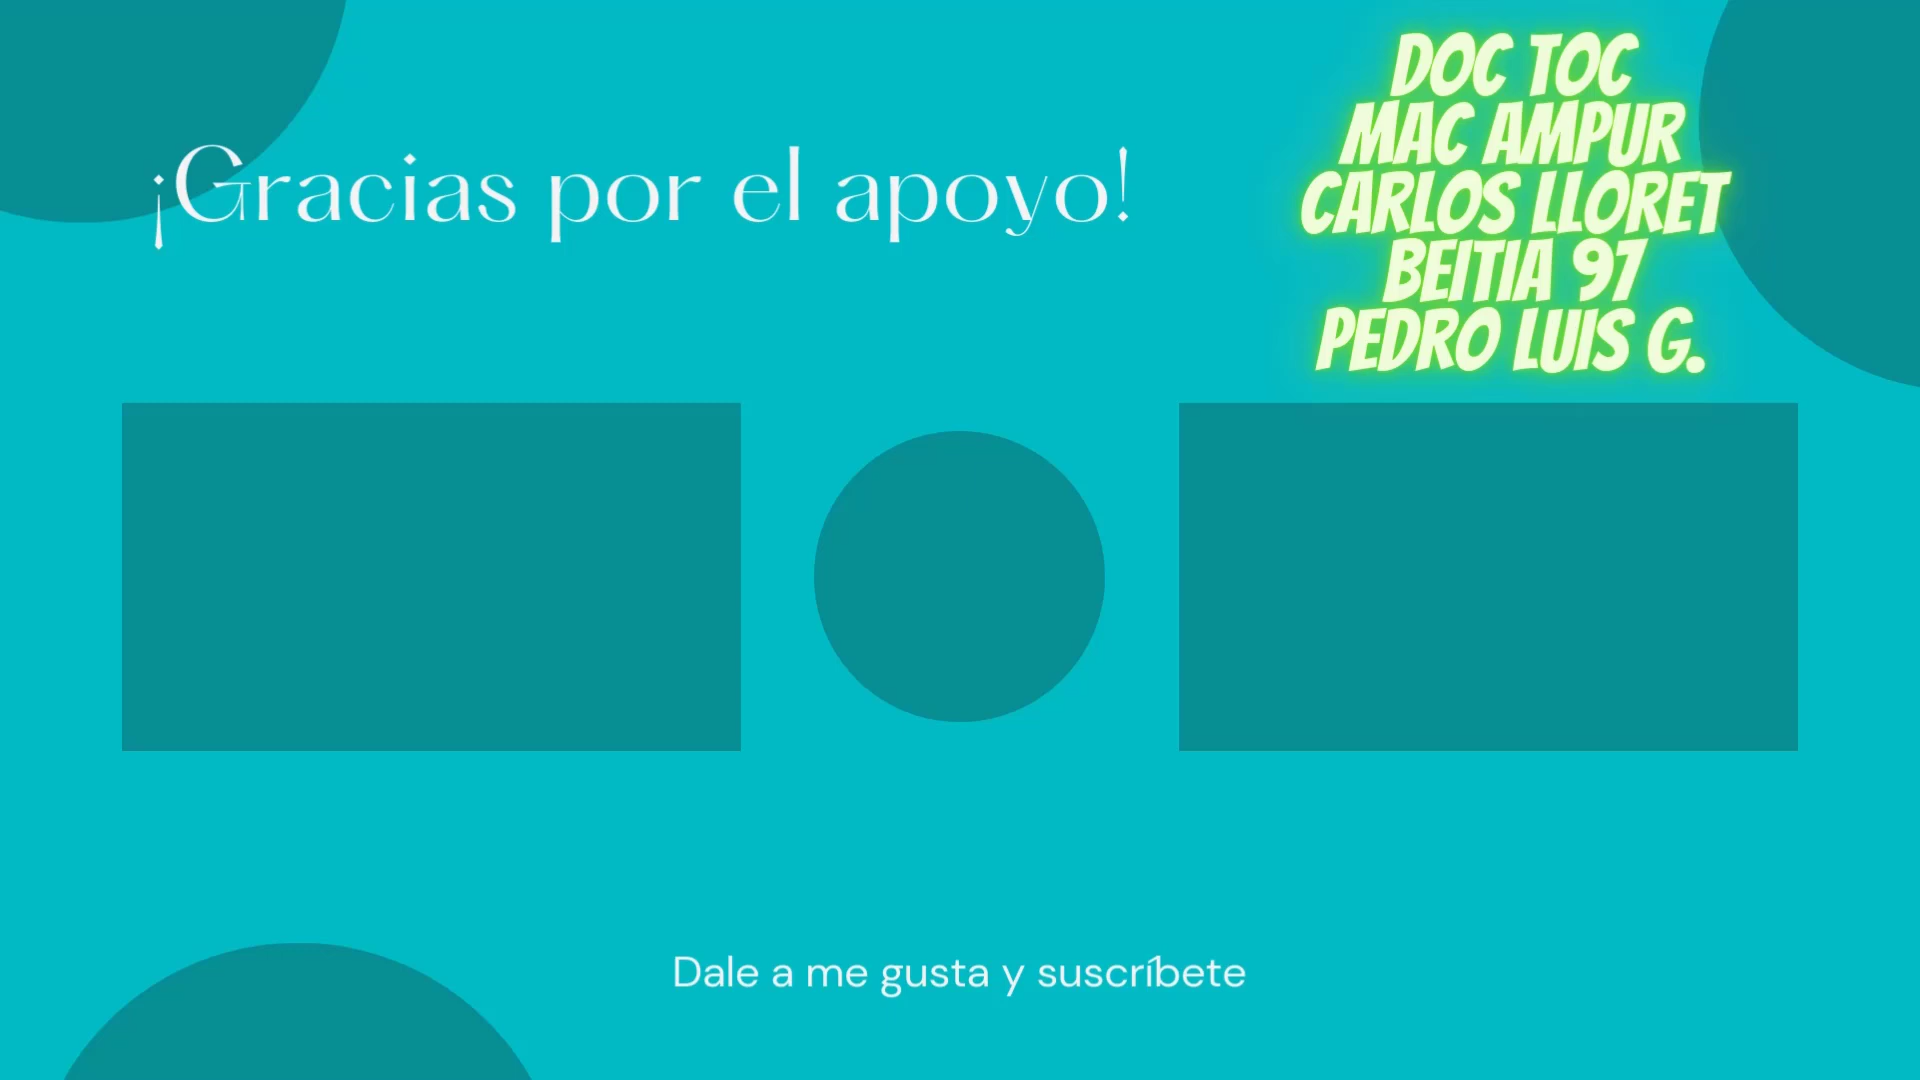 ¡Gracias por el apoyo!
DOC TOC
MAC AMPUR
CARLOS LLORET
BEITIA 97
PEDRO LUIS G.
Dale a me gusta y suscríbete